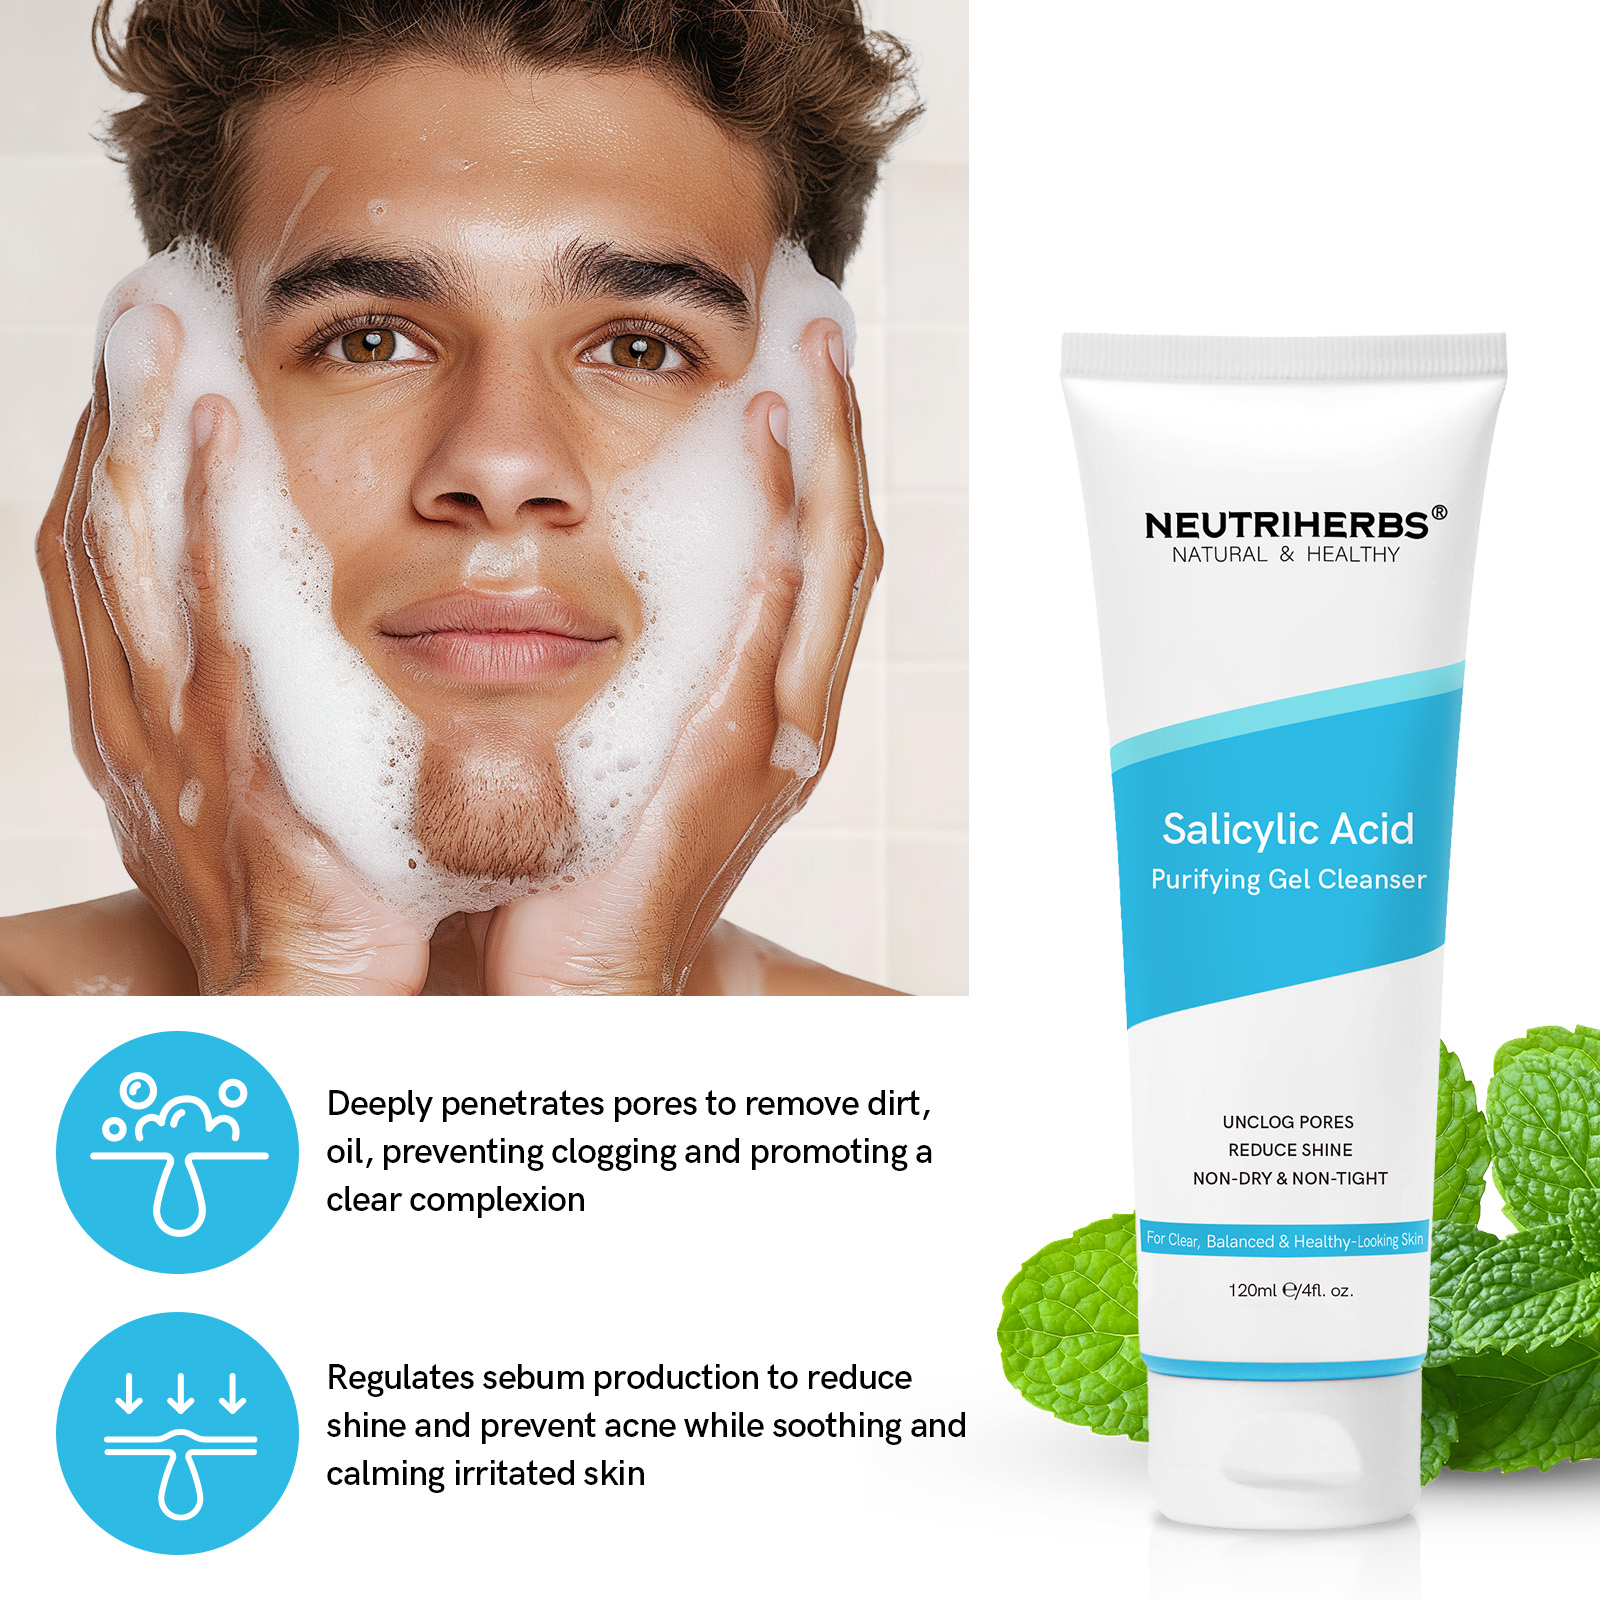 Deeply penetrates pores to remove dirt,
oil, preventing clogging and promoting a
clear complexion
Regulates sebum production to reduce
shine and prevent acne while soothing and
calming irritated skin
NEUTRIHERBS®
NATURAL & HEALTHY
Salicylic Acid
Purifying Gel Cleanser
UNCLOG PORES
REDUCE SHINE
NON-DRY & NON-TIGHT
For Clear, Balanced & Healthy-Looking Skin
120ml ℮/4fl. oz.